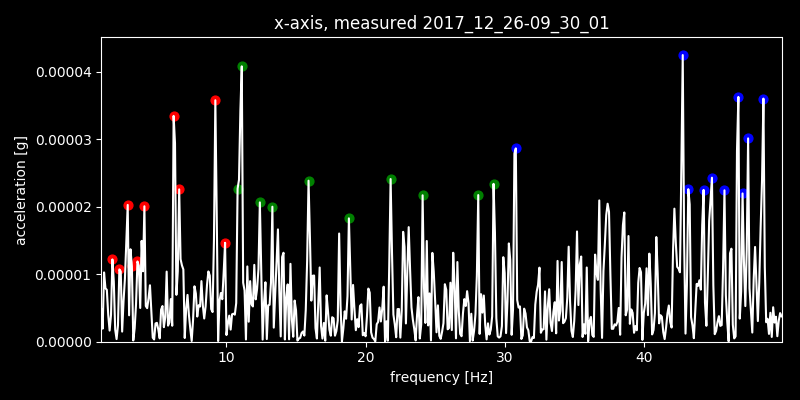 x-axis, measured 2017_12_26-09_30_01
0.00004
0.00003
0.00002
0.00001
0.00000
acceleration [g]
10 20 30 40
frequency [Hz]